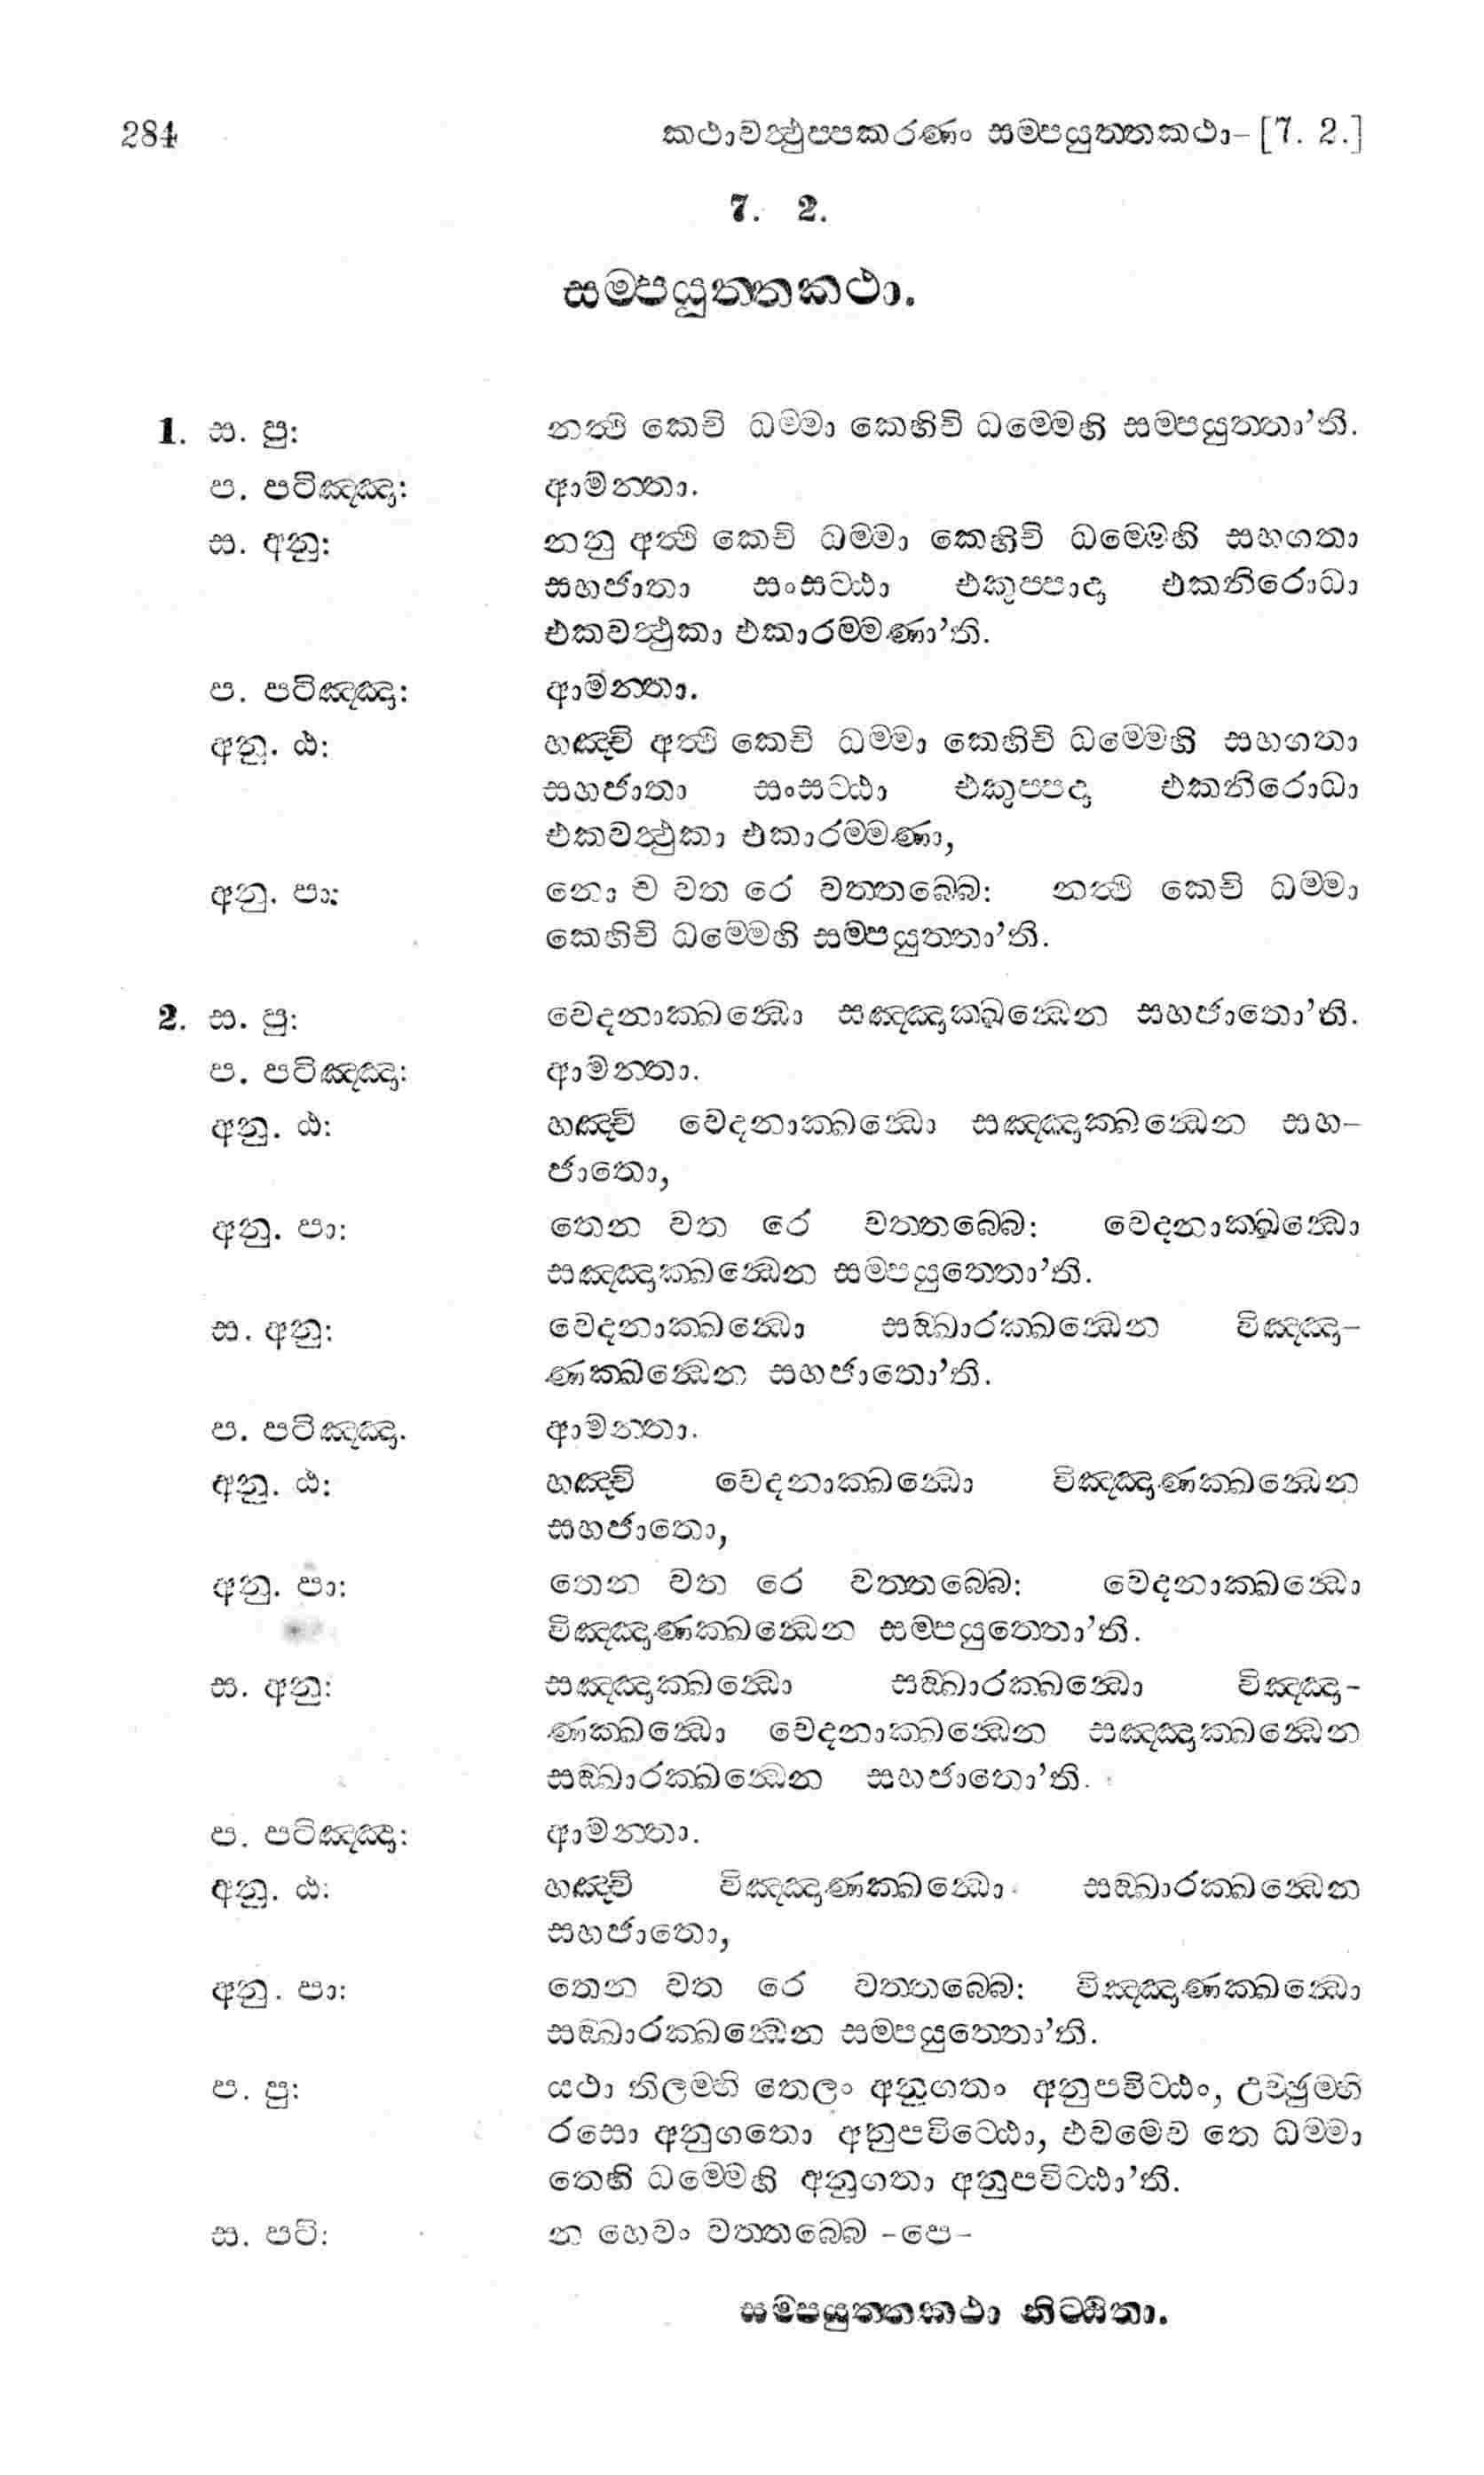 284 කථාවත්‍ථුප්පකරණං සම්පයුත්තකථා- [7. 2.]
7. 2.
සම්පයුත්තකථා.
1. ස. පු: නත්‍ථි කෙචි ධම්මා කෙහිචි ධම්මෙහි සම්පයුත්තා’ති.
ප. පටිඤ්ඤා: ආමන්තා.
ස. අනු: නනු අත්‍ථි කෙචි ධම්මා කෙහිචි ධම්මෙහි සහගතා
සහජාතා සංසට්ඨා එකුප්පාදා එකනිරොධා
එකවත්‍ථුකා එකාරම්මණා’ති.
ප. පටිඤ්ඤා: ආමන්තා.
අනු. ඨ: හඤ්චි අත්‍ථි කෙචි ධම්මා කෙහිචි ධම්මෙහි සහගතා
සහජාතා සංසට්ඨා එකුප්පදා එකනිරොධා
එකවත්‍ථුකා එකාරම්මණා,
අනු. පා: නො ච වත රෙ වත්තබ්බෙ: නත්‍ථි කෙචි ධම්මා
කෙහිචි ධම්මෙහි සම්පයුත්තා’ති.
2. ස. පු: වෙදනාක්ඛන්‍ධො සඤ්ඤාක්ඛන්‍ධෙන සහජාතො’ති.
ප. පටිඤ්ඤා: ආමන්තා.
අනු. ඨ: හඤ්චි වෙදනාක්ඛන්‍ධො සඤ්ඤාක්ඛන්‍ධෙන සහ-
ජාතො,
අනු. පා: තෙන වත රෙ වත්තබ්බෙ: වෙදනාක්ඛන්‍ධො
සඤ්ඤාක්ඛන්‍ධෙන සම්පයුත්තො’ති.
ස. අනු: වෙදනාක්ඛන්‍ධො සඞ්ඛාරක්ඛන්‍ධෙන විඤ්ඤා-
ණක්ඛන්‍ධෙන සහජාතො’ති.
ප. පටිඤ්ඤා. ආමන්තා.
අනු. ඨ: හඤ්චි වෙදනාක්ඛන්‍ධො විඤ්ඤාණක්ඛන්‍ධෙන
සහජාතො,
අනු. පා: තෙන වත රෙ වත්තබ්බෙ: වෙදනාක්ඛන්‍ධො
විඤ්ඤාණක්ඛන්‍ධෙන සම්පයුත්තො’ති.
ස. අනු: සඤ්ඤාක්ඛන්‍ධො සඞ්ඛාරක්ඛන්‍ධො විඤ්ඤා-
ණක්ඛන්‍ධො වෙදනාක්ඛන්‍ධෙන සඤ්ඤාක්ඛන්‍ධෙන
සඞ්ඛාරක්ඛන්‍ධෙන සහජාතො’ති.
ප. පටිඤ්ඤා: ආමන්තා.
අනු. ඨ: හඤ්චි විඤ්ඤාණක්ඛන්‍ධො සඞ්ඛාරක්ඛන්‍ධෙන
සහජාතො,
අනු. පා: තෙන වත රෙ වත්තබ්බෙ: විඤ්ඤාණක්ඛන්‍ධො
සඞ්ඛාරක්ඛන්‍ධෙන සම්පයුත්තො’ති.
ප. පු: යථා තිලම්හි තෙලං අනුගතං අනුපවිට්ඨං, උච්ඡුම්හි
රසො අනුගතො අනුපවිට්ඨො, එවමෙව තෙ ධම්මා
තෙහි ධම්මෙහි අනුගතා අනුපවිට්ඨා’ති.
ස. පටි: න හෙවං වත්තබ්බෙ -පෙ-
සම්පයුත්තකථා නිට්ඨිතා.